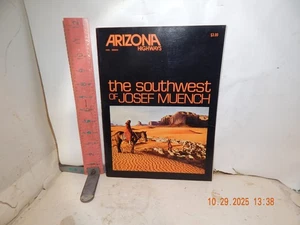 ARIZONA
HIGHWAYS
the southwest
OF JOSEF MUENCH
10.29.2025 13:38